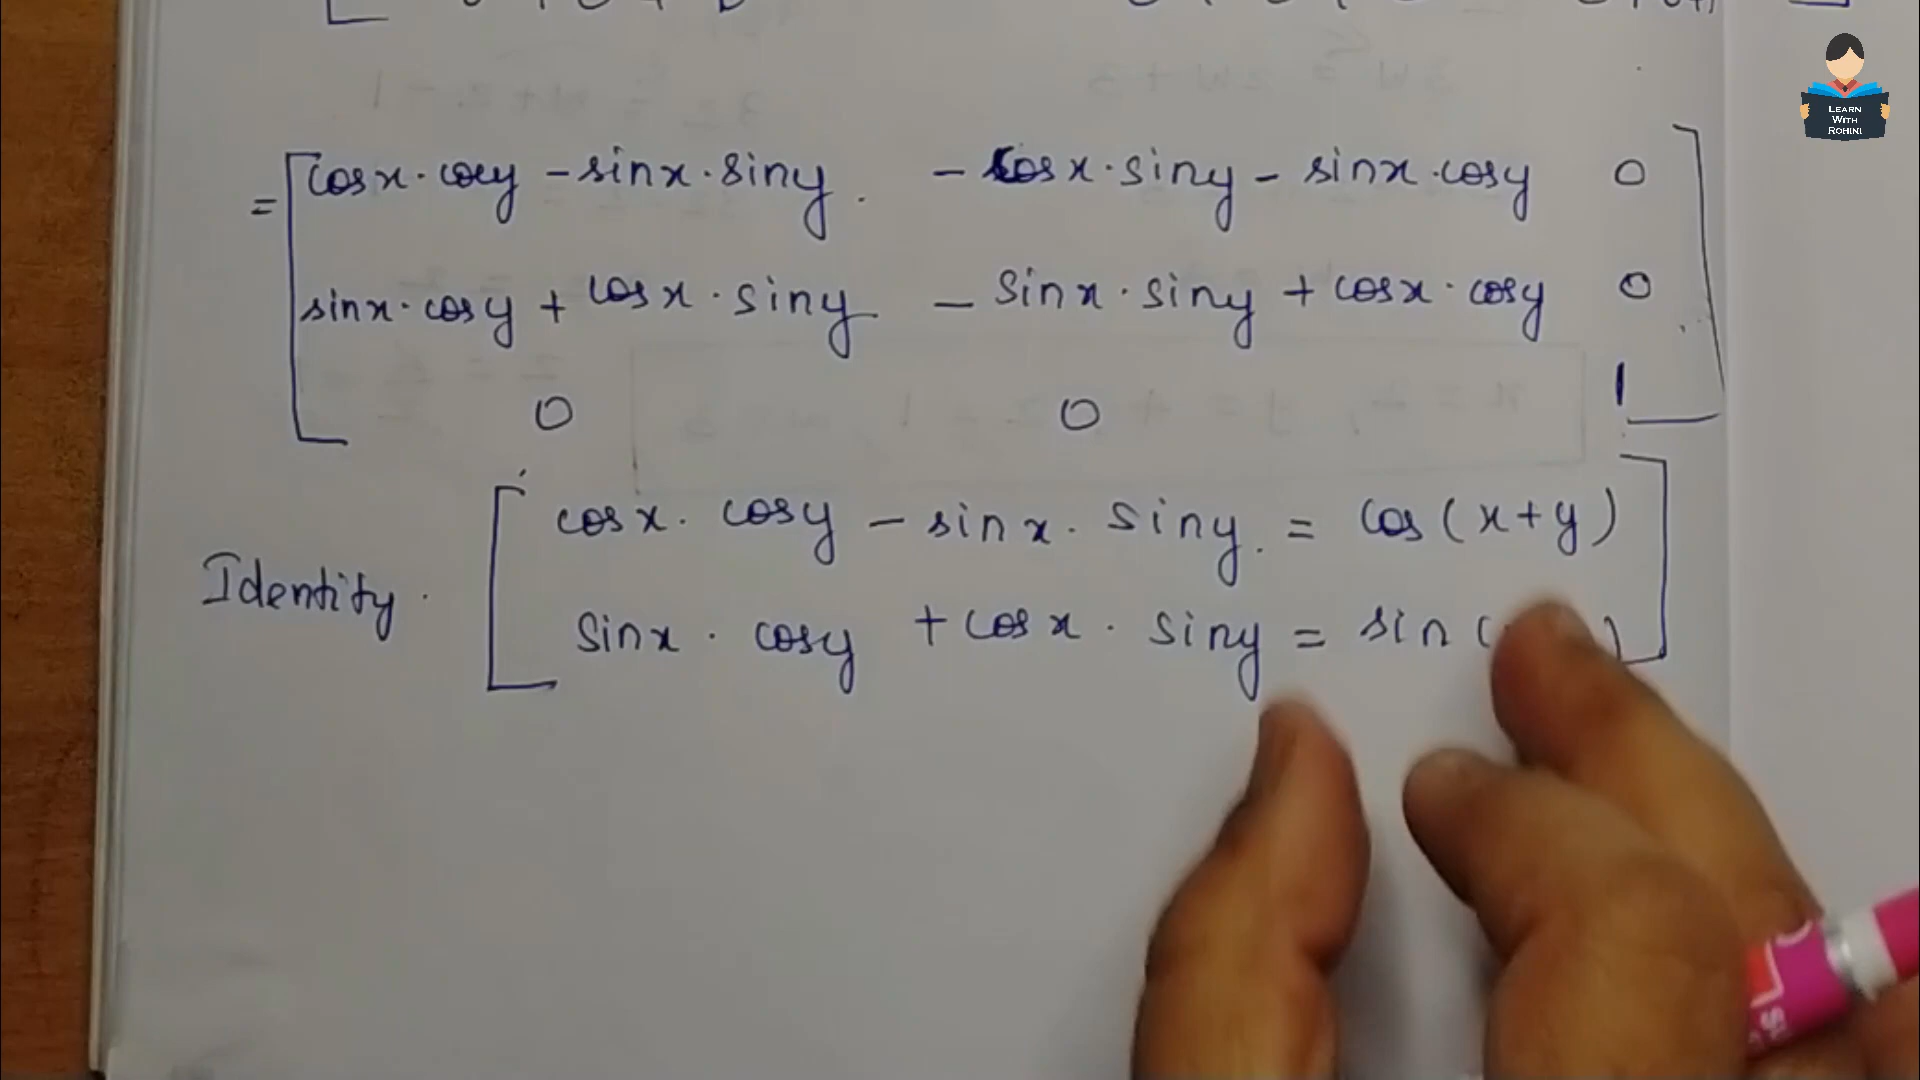 LEARN
WITH
ROHINI
= [ cosx · cosy - sinx · siny . - cosx · siny - sinx · cosy 0
sinx · cosy + cosx · siny - sinx · siny + cosx · cosy 0
0 0 1 ]
Identity . [ cosx . cosy - sinx . siny . = cos (x+y)
sinx . cosy + cosx . siny = sin ( ) ]